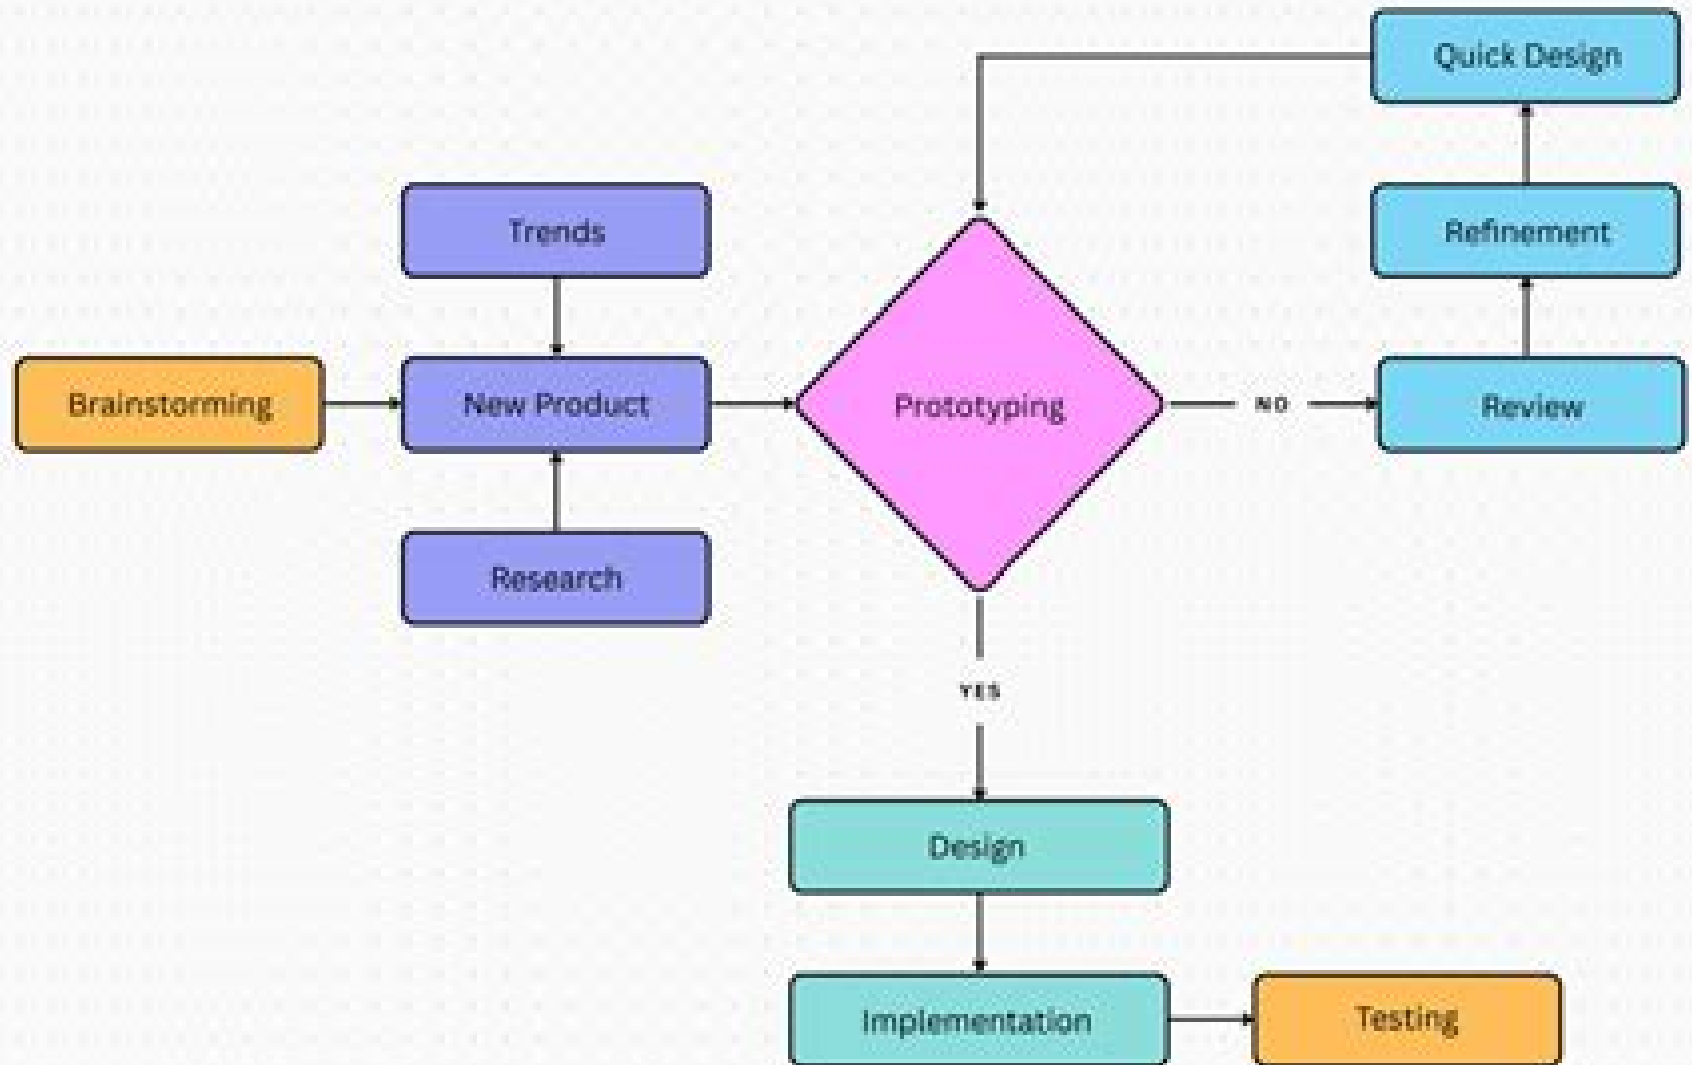 Quick Design
Trends
Refinement
Brainstorming
New Product
Prototyping
NO
Review
Research
YES
Design
Implementation
Testing